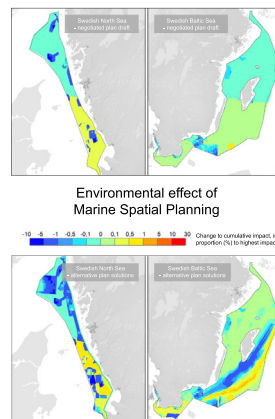 Swedish North Sea
- negotiated plan draft
Swedish Baltic Sea
- negotiated plan draft
Environmental effect of
Marine Spatial Planning
-10 -5 -1 -0.5 -0.1 0 0.1 0.5 1 5 10 30
Change to cumulative impact, i
proportion (%) to highest impac
Swedish North Sea
- alternative plan solutions
Swedish Baltic Sea
- alternative plan solutions